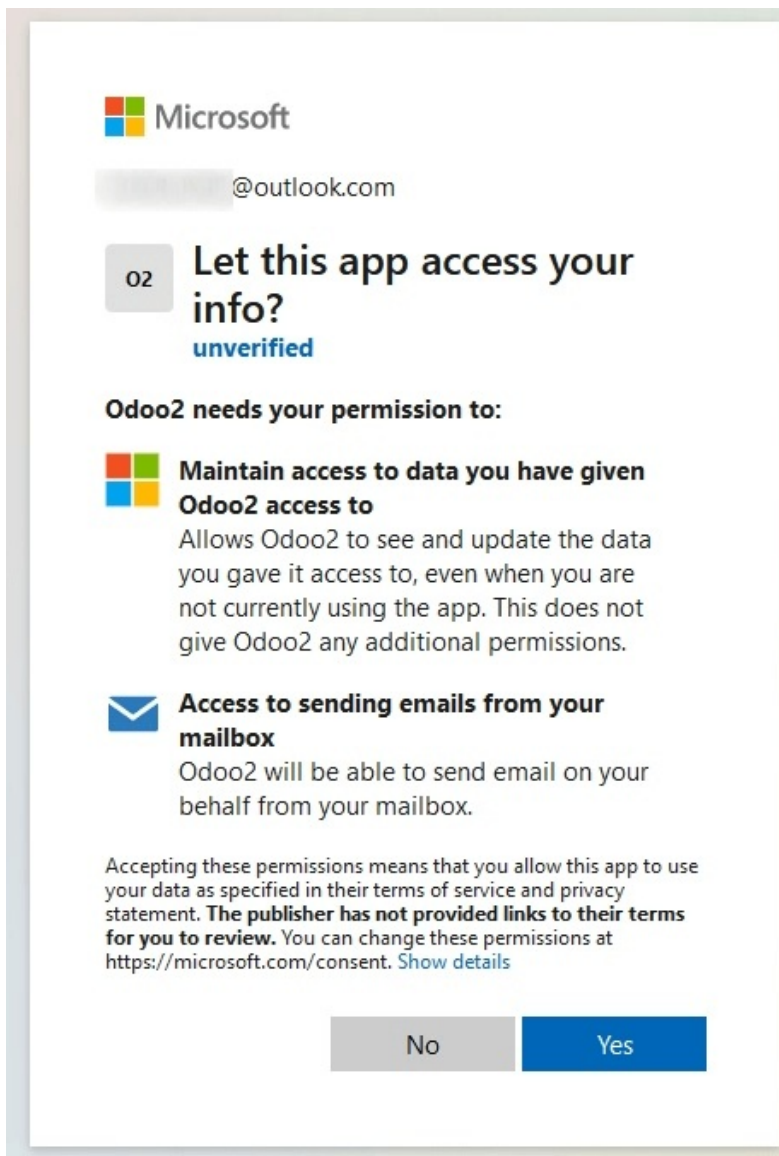 Microsoft
@outlook.com
O2
Let this app access your
info?
unverified
Odoo2 needs your permission to:
Maintain access to data you have given
Odoo2 access to
Allows Odoo2 to see and update the data
you gave it access to, even when you are
not currently using the app. This does not
give Odoo2 any additional permissions.
Access to sending emails from your
mailbox
Odoo2 will be able to send email on your
behalf from your mailbox.
Accepting these permissions means that you allow this app to use
your data as specified in their terms of service and privacy
statement. The publisher has not provided links to their terms
for you to review. You can change these permissions at
https://microsoft.com/consent. Show details
No
Yes